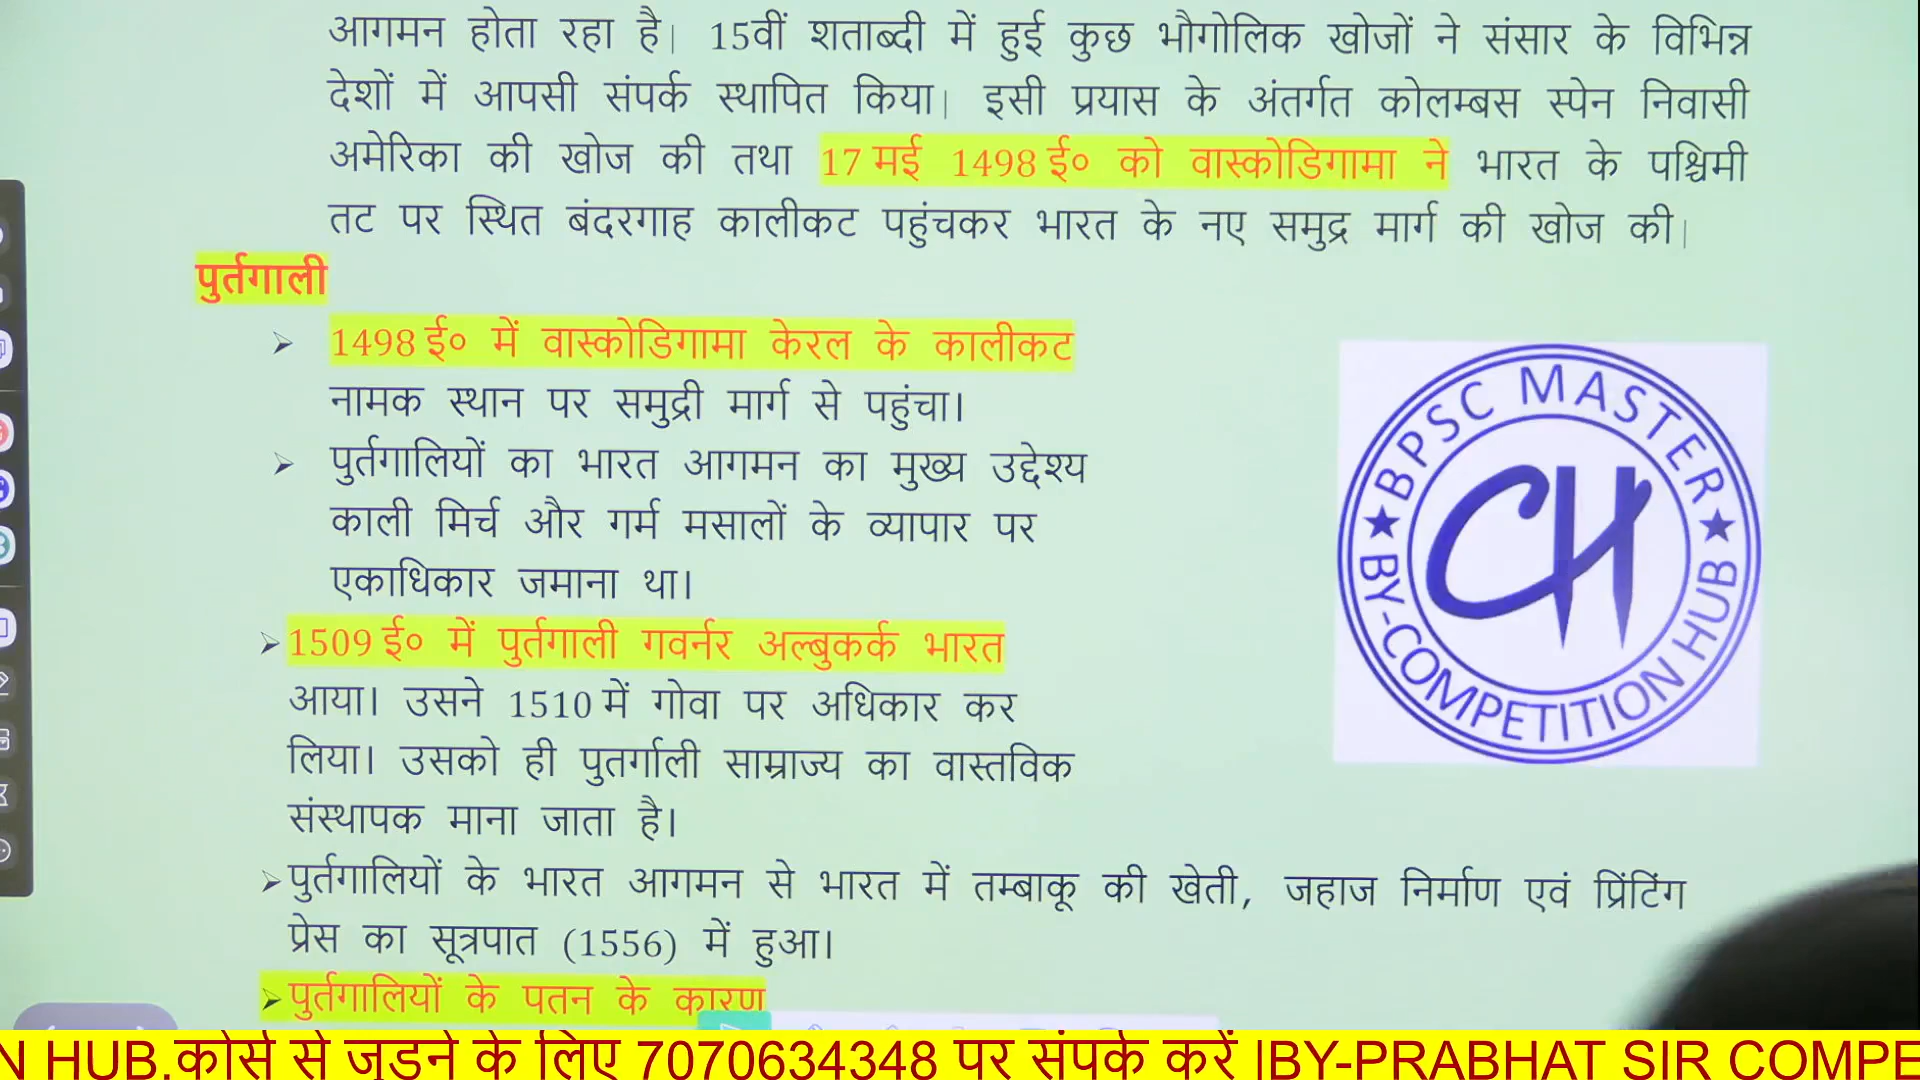 आगमन होता रहा है। 15वीं शताब्दी में हुई कुछ भौगोलिक खोजों ने संसार के विभिन्न
देशों में आपसी संपर्क स्थापित किया। इसी प्रयास के अंतर्गत कोलम्बस स्पेन निवासी
अमेरिका की खोज की तथा 17 मई 1498 ई० को वास्कोडिगामा ने भारत के पश्चिमी
तट पर स्थित बंदरगाह कालीकट पहुंचकर भारत के नए समुद्र मार्ग की खोज की।
पुर्तगाली
➢ 1498 ई० में वास्कोडिगामा केरल के कालीकट
नामक स्थान पर समुद्री मार्ग से पहुंचा।
➢ पुर्तगालियों का भारत आगमन का मुख्य उद्देश्य
काली मिर्च और गर्म मसालों के व्यापार पर
एकाधिकार जमाना था।
➢ 1509 ई० में पुर्तगाली गवर्नर अल्बुकर्क भारत
आया। उसने 1510 में गोवा पर अधिकार कर
लिया। उसको ही पुतर्गाली साम्राज्य का वास्तविक
संस्थापक माना जाता है।
➢ पुर्तगालियों के भारत आगमन से भारत में तम्बाकू की खेती, जहाज निर्माण एवं प्रिंटिंग
प्रेस का सूत्रपात (1556) में हुआ।
➢ पुर्तगालियों के पतन के कारण
BPSC MASTER
CH
BY-COMPETITION HUB
N HUB.कोर्स से जुडने के लिए 7070634348 पर संपर्क करें |BY-PRABHAT SIR COMPE